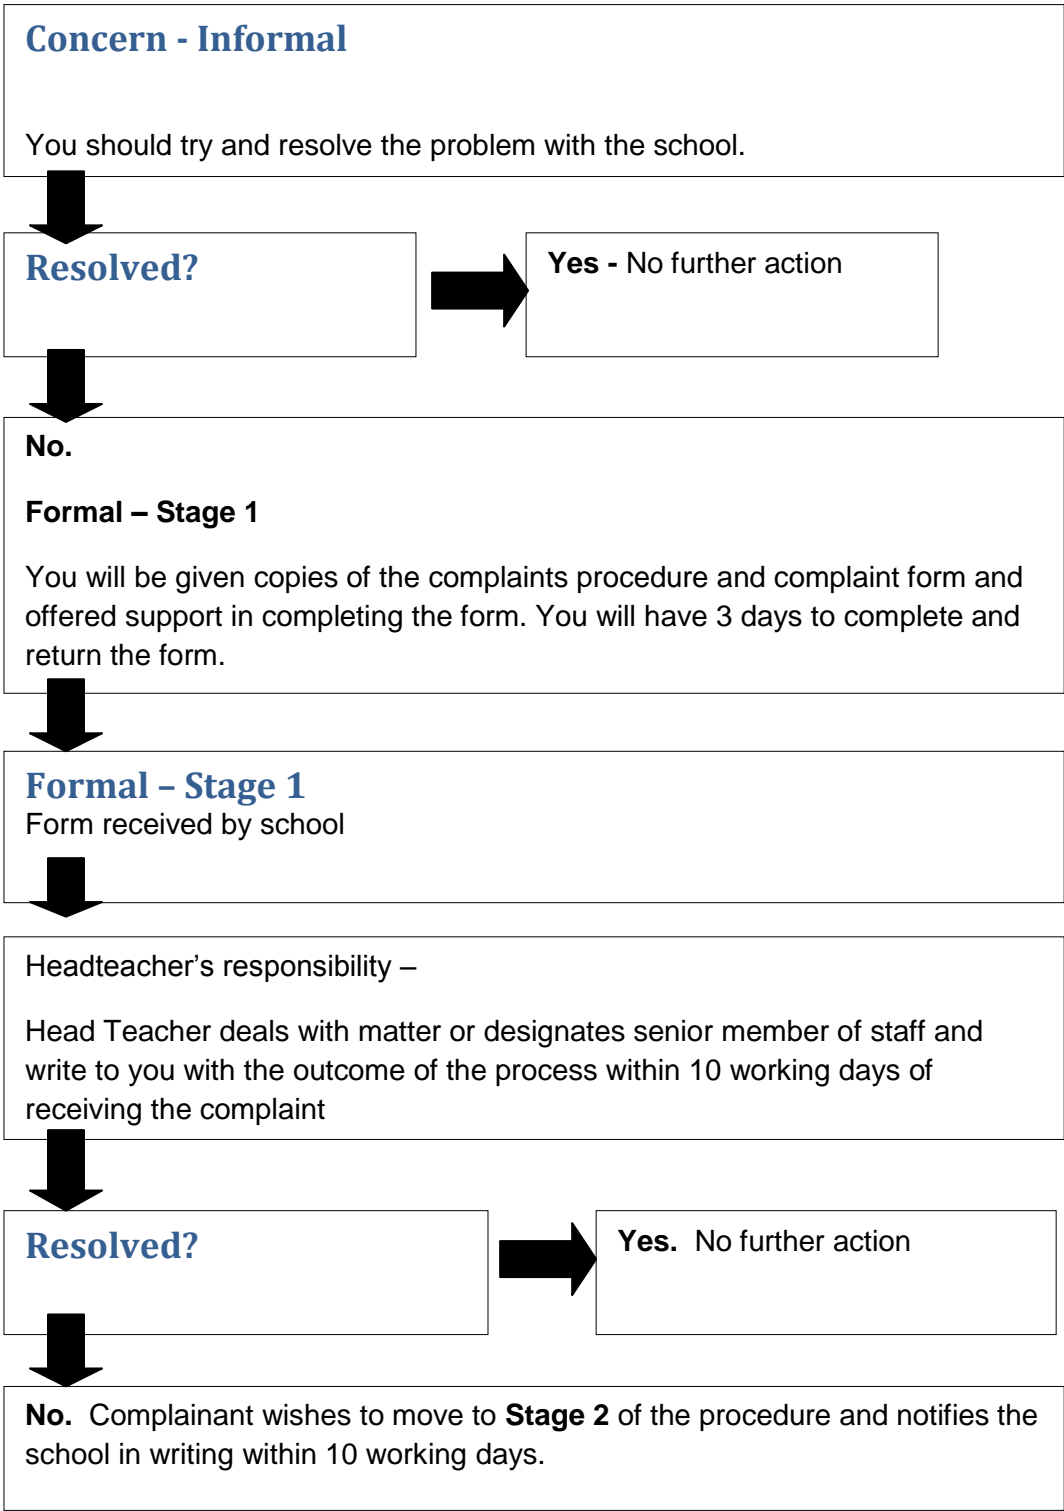 Concern - Informal
You should try and resolve the problem with the school.
Resolved?
Yes - No further action
No.
Formal – Stage 1
You will be given copies of the complaints procedure and complaint form and
offered support in completing the form. You will have 3 days to complete and
return the form.
Formal – Stage 1
Form received by school
Headteacher’s responsibility –
Head Teacher deals with matter or designates senior member of staff and
write to you with the outcome of the process within 10 working days of
receiving the complaint
Resolved?
Yes.  No further action
No.  Complainant wishes to move to Stage 2 of the procedure and notifies the
school in writing within 10 working days.